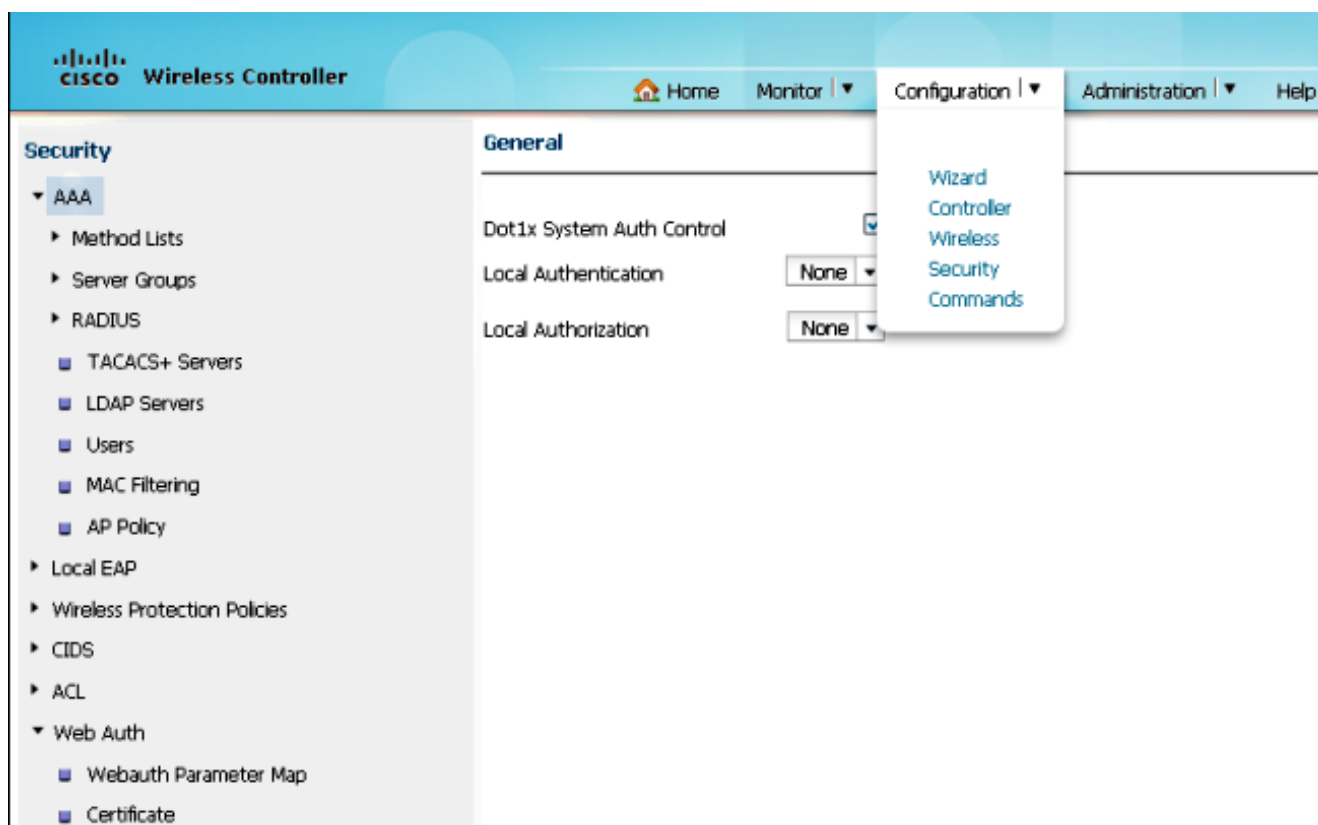 CISCO Wireless Controller
Home Monitor Configuration Administration Help
Security
AAA
Method Lists
Server Groups
RADIUS
TACACS+ Servers
LDAP Servers
Users
MAC Filtering
AP Policy
Local EAP
Wireless Protection Policies
CIDS
ACL
Web Auth
Webauth Parameter Map
Certificate
General
Dot1x System Auth Control
Local Authentication None
Local Authorization None
Wizard
Controller
Wireless
Security
Commands